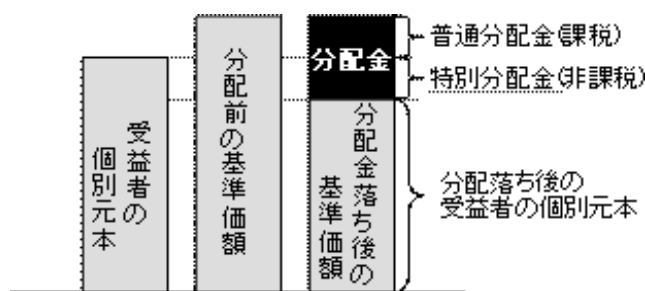 受益者の
個別元本
分配前の基準価額
分配金
分配金落ち後の
基準価額
普通分配金(課税)
特別分配金(非課税)
分配落ち後の
受益者の個別元本